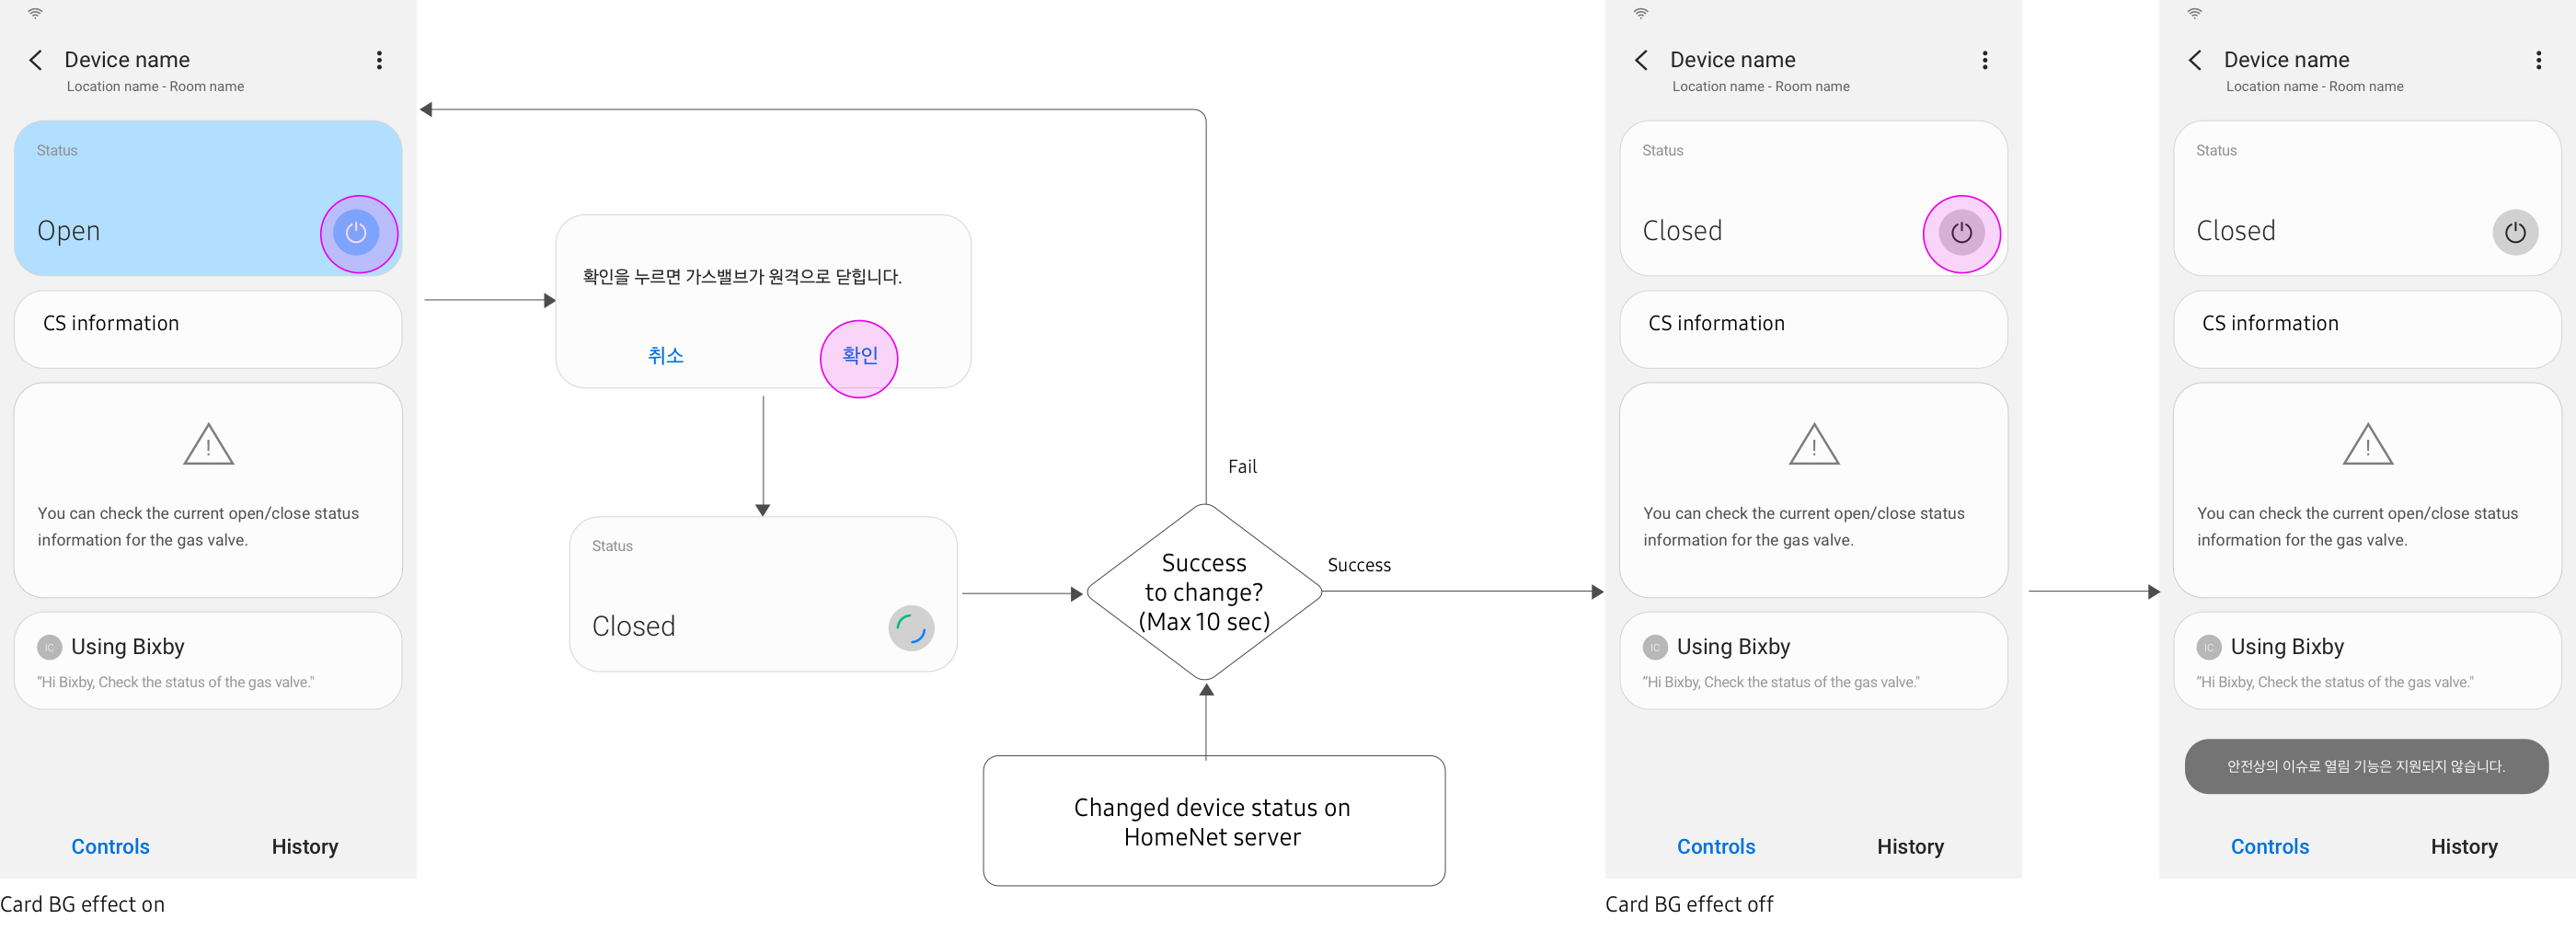 Device name
Location name - Room name
Status
Open
CS information
!
You can check the current open/close status
information for the gas valve.
IC
Using Bixby
"Hi Bixby, Check the status of the gas valve."
Controls
History
Card BG effect on
확인을 누르면 가스밸브가 원격으로 닫힙니다.
취소
확인
Status
Closed
Fail
Success
to change?
(Max 10 sec)
Success
Changed device status on
HomeNet server
Device name
Location name - Room name
Status
Closed
CS information
!
You can check the current open/close status
information for the gas valve.
IC
Using Bixby
"Hi Bixby, Check the status of the gas valve."
Controls
History
Card BG effect off
Device name
Location name - Room name
Status
Closed
CS information
!
You can check the current open/close status
information for the gas valve.
IC
Using Bixby
"Hi Bixby, Check the status of the gas valve."
안전상의 이슈로 열림 기능은 지원되지 않습니다.
Controls
History